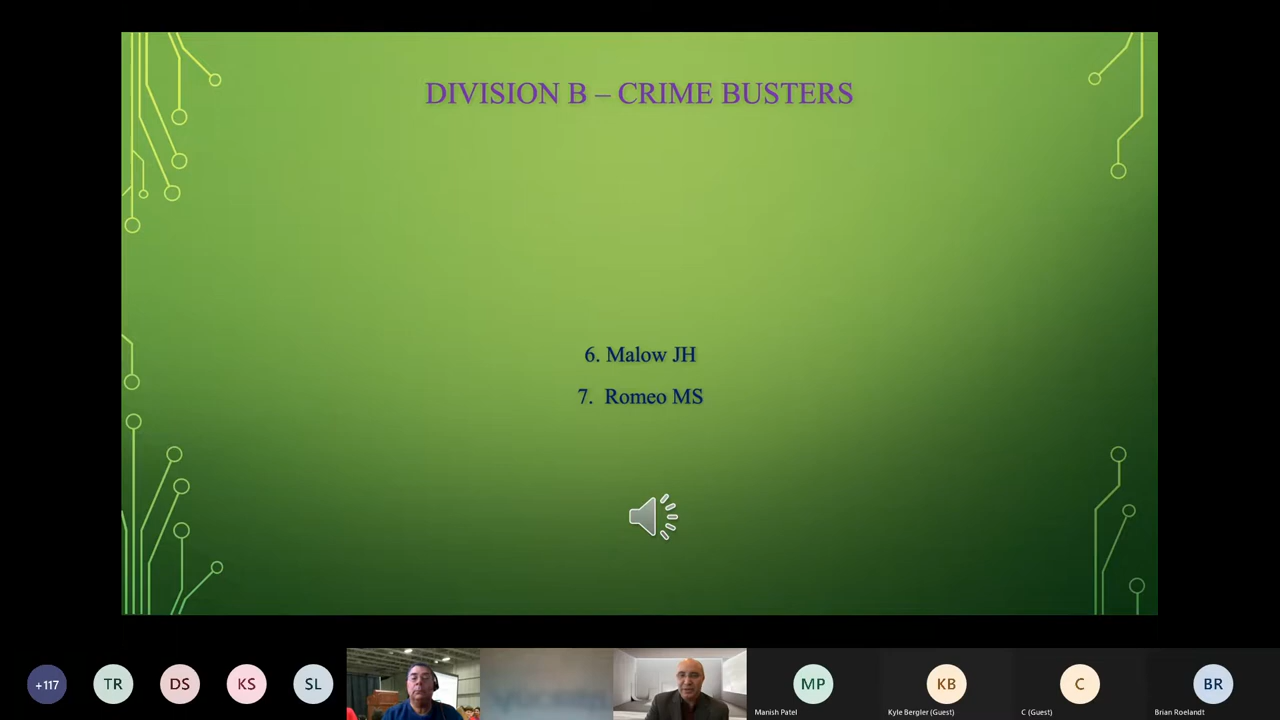 DIVISION B – CRIME BUSTERS
6. Malow JH
7. Romeo MS
+117
TR
DS
KS
SL
MP
KB
C
BR
Manish Patel
Kyle Bergler (Guest)
C (Guest)
Brian Roelandt